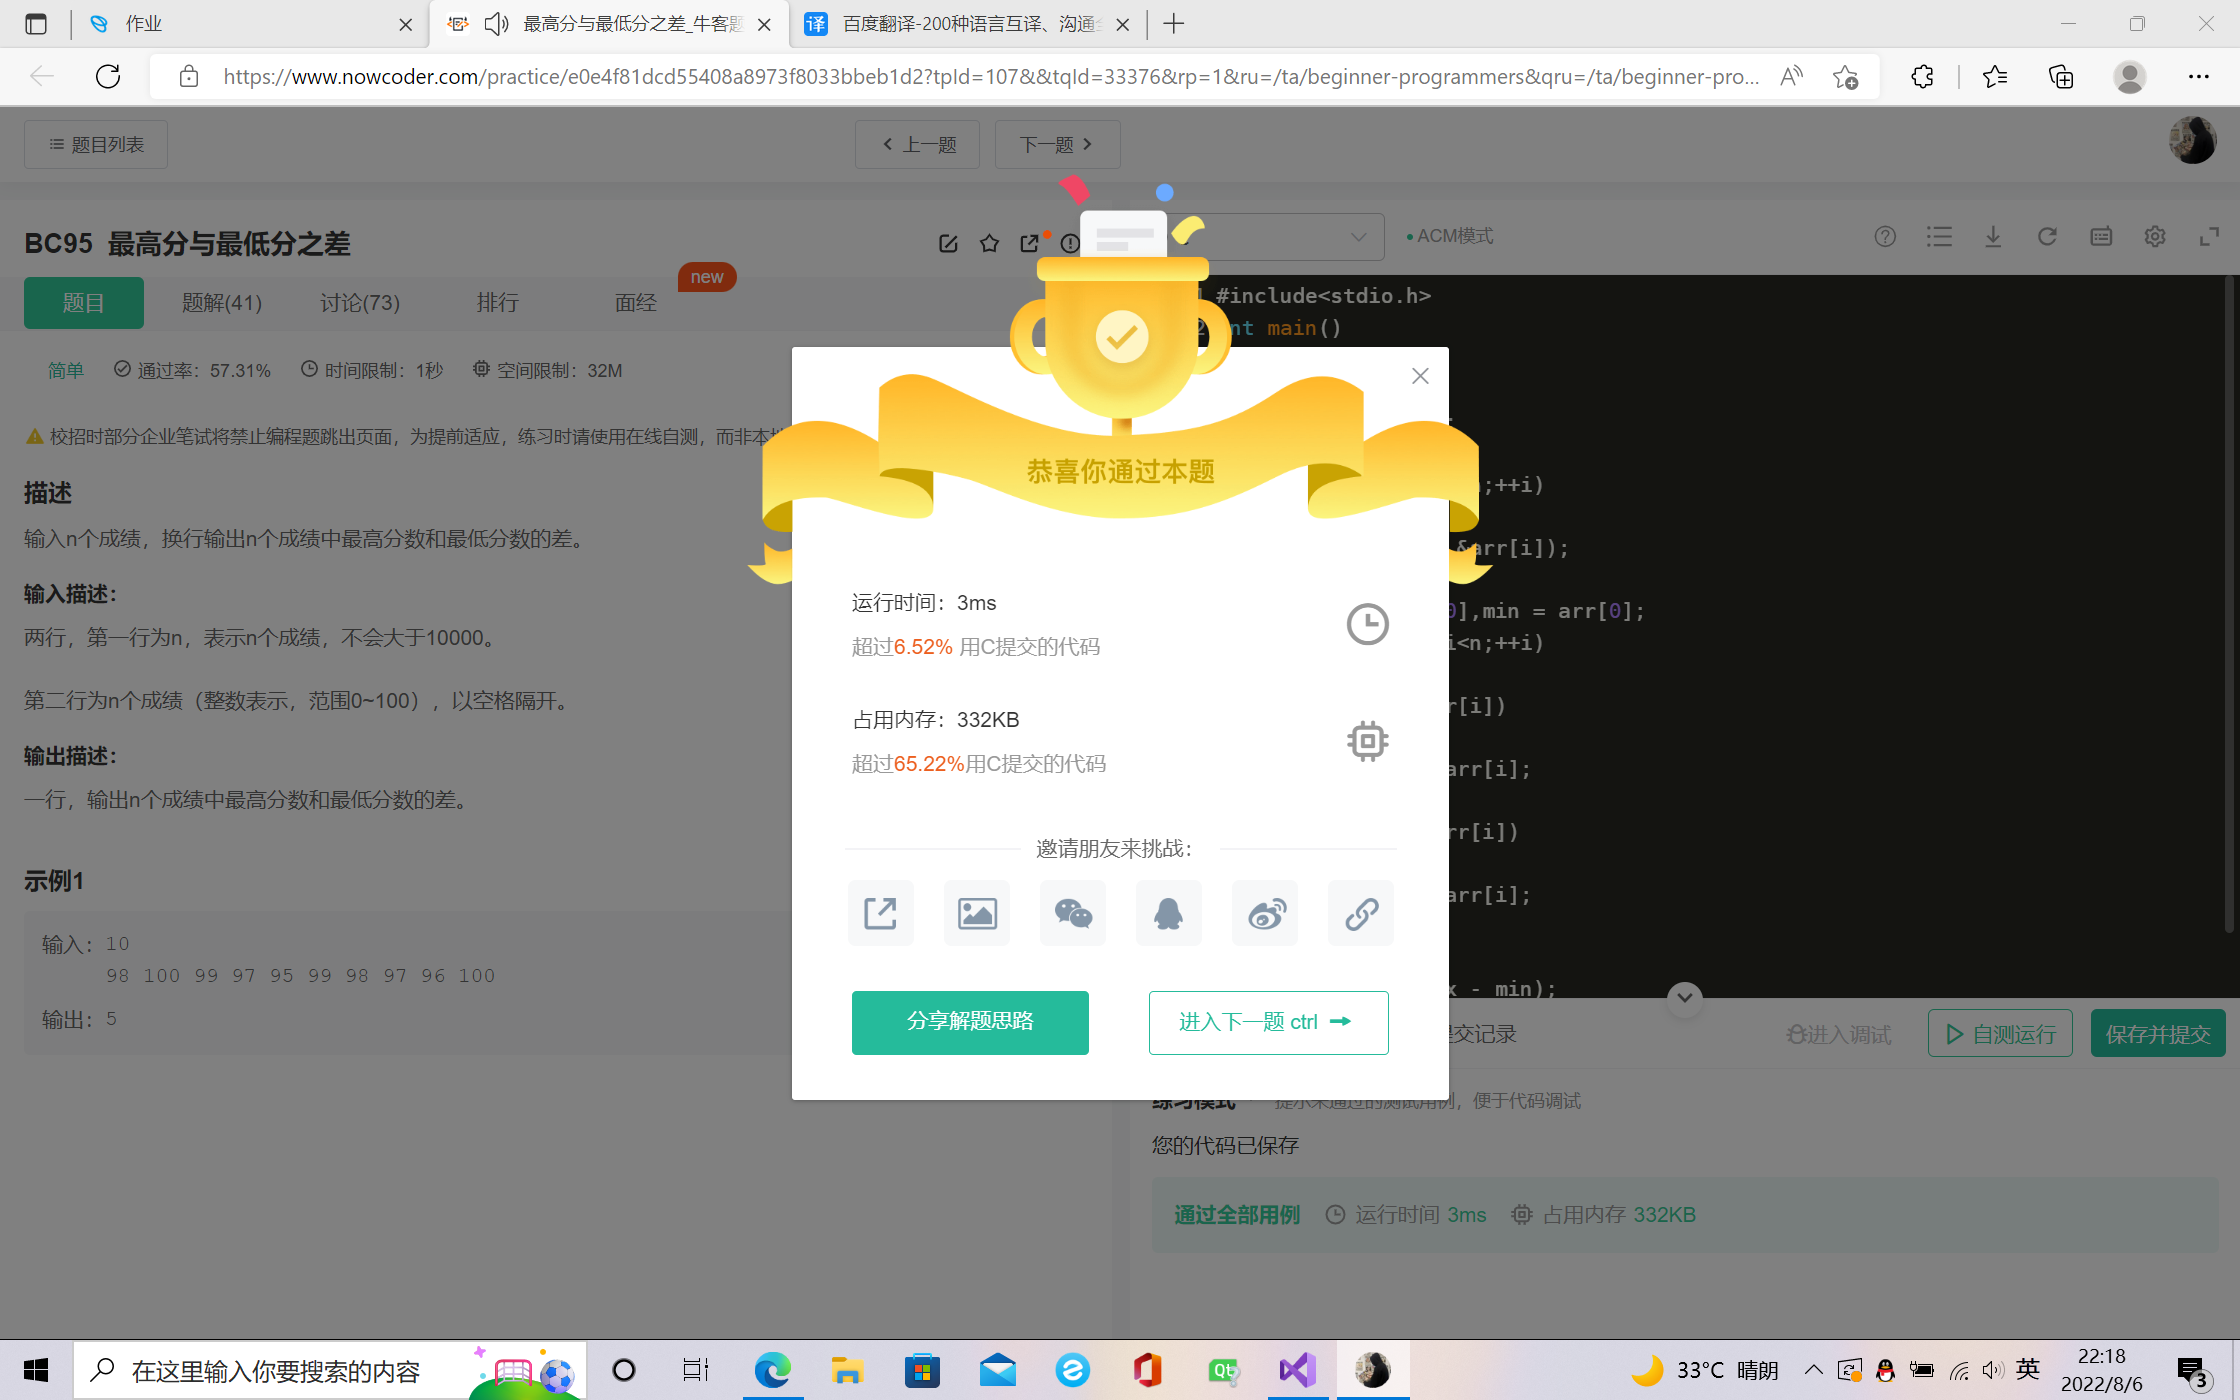 作业
最高分与最低分之差_牛客题
百度翻译-200种语言互译、沟通全
https://www.nowcoder.com/practice/e0e4f81dcd55408a8973f8033bbeb1d2?tpId=107&&tqId=33376&rp=1&ru=/ta/beginner-programmers&qru=/ta/beginner-pro...
题目列表
上一题
下一题
BC95 最高分与最低分之差
ACM模式
题目
题解(41)
讨论(73)
排行
面经
new
简单
通过率：57.31%
时间限制：1秒
空间限制：32M
校招时部分企业笔试将禁止编程题跳出页面，为提前适应，练习时请使用在线自测，而非本地
描述
输入n个成绩，换行输出n个成绩中最高分数和最低分数的差。
输入描述：
两行，第一行为n，表示n个成绩，不会大于10000。
第二行为n个成绩（整数表示，范围0~100），以空格隔开。
输出描述：
一行，输出n个成绩中最高分数和最低分数的差。
示例1
输入：10
98 100 99 97 95 99 98 97 96 100
输出：5
#include<stdio.h>
2 int main()
;++i)
&arr[i]);
0],min = arr[0];
i<n;++i)
r[i])
arr[i];
rr[i])
arr[i];
x - min);
恭喜你通过本题
运行时间：3ms
超过6.52% 用C提交的代码
占用内存：332KB
超过65.22%用C提交的代码
邀请朋友来挑战：
分享解题思路
进入下一题 ctrl
提交记录
进入调试
自测运行
保存并提交
练习模式
提示未通过的测试用例，便于代码调试
您的代码已保存
通过全部用例
运行时间 3ms
占用内存 332KB
在这里输入你要搜索的内容
33°C 晴朗
英
22:18
2022/8/6
3